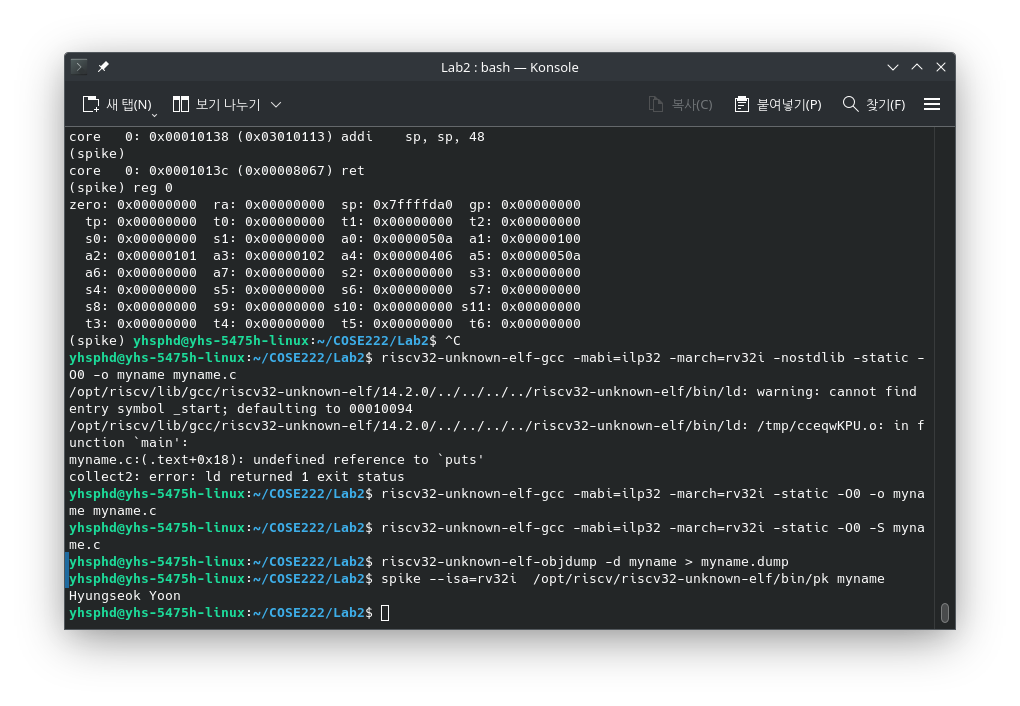 Lab2 : bash — Konsole
새 탭(N) 보기 나누기 복사(C) 붙여넣기(P) 찾기(F)
core   0: 0x00010138 (0x03010113) addi    sp, sp, 48
(spike)
core   0: 0x0001013c (0x00008067) ret
(spike) reg 0
zero: 0x00000000  ra: 0x00000000  sp: 0x7ffffda0  gp: 0x00000000
  tp: 0x00000000  t0: 0x00000000  t1: 0x00000000  t2: 0x00000000
  s0: 0x00000000  s1: 0x00000000  a0: 0x0000050a  a1: 0x00000100
  a2: 0x00000101  a3: 0x00000102  a4: 0x00000406  a5: 0x0000050a
  a6: 0x00000000  a7: 0x00000000  s2: 0x00000000  s3: 0x00000000
  s4: 0x00000000  s5: 0x00000000  s6: 0x00000000  s7: 0x00000000
  s8: 0x00000000  s9: 0x00000000 s10: 0x00000000 s11: 0x00000000
  t3: 0x00000000  t4: 0x00000000  t5: 0x00000000  t6: 0x00000000
(spike) yhsphd@yhs-5475h-linux:~/COSE222/Lab2$ ^C
yhsphd@yhs-5475h-linux:~/COSE222/Lab2$ riscv32-unknown-elf-gcc -mabi=ilp32 -march=rv32i -nostdlib -static -
O0 -o myname myname.c
/opt/riscv/lib/gcc/riscv32-unknown-elf/14.2.0/../../../../riscv32-unknown-elf/bin/ld: warning: cannot find
entry symbol _start; defaulting to 00010094
/opt/riscv/lib/gcc/riscv32-unknown-elf/14.2.0/../../../../riscv32-unknown-elf/bin/ld: /tmp/cceqwKPU.o: in f
unction `main':
myname.c:(.text+0x18): undefined reference to `puts'
collect2: error: ld returned 1 exit status
yhsphd@yhs-5475h-linux:~/COSE222/Lab2$ riscv32-unknown-elf-gcc -mabi=ilp32 -march=rv32i -static -O0 -o myna
me myname.c
yhsphd@yhs-5475h-linux:~/COSE222/Lab2$ riscv32-unknown-elf-gcc -mabi=ilp32 -march=rv32i -static -O0 -S myna
me.c
yhsphd@yhs-5475h-linux:~/COSE222/Lab2$ riscv32-unknown-elf-objdump -d myname > myname.dump
yhsphd@yhs-5475h-linux:~/COSE222/Lab2$ spike --isa=rv32i  /opt/riscv/riscv32-unknown-elf/bin/pk myname
Hyungseok Yoon
yhsphd@yhs-5475h-linux:~/COSE222/Lab2$